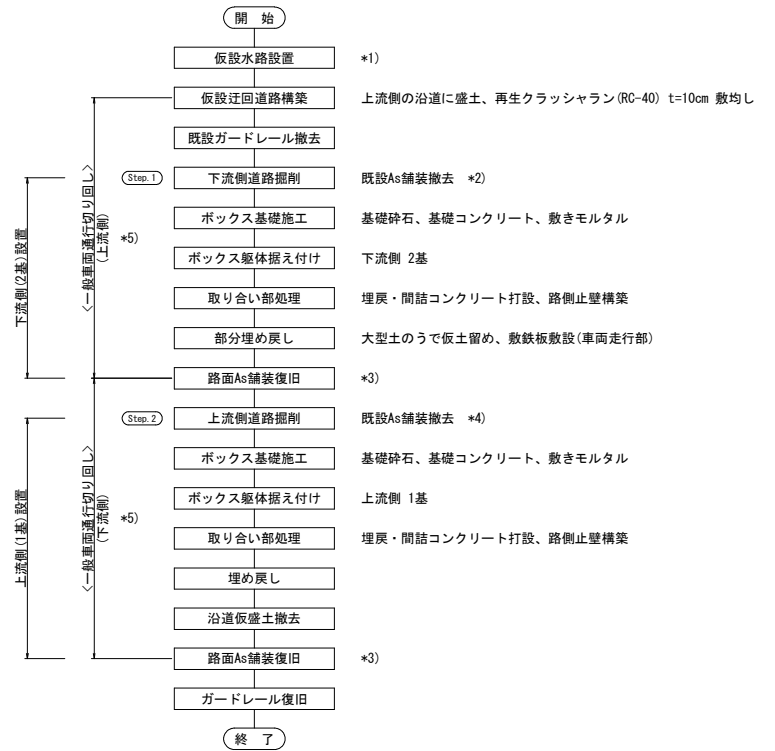 開 始
仮設水路設置 *1)
仮設迂回道路構築 上流側の沿道に盛土、再生クラッシャラン(RC-40) t=10cm 敷均し
既設ガードレール撤去
Step.1 下流側道路掘削 既設As舗装撤去 *2)
ボックス基礎施工 基礎砕石、基礎コンクリート、敷きモルタル
ボックス躯体据え付け 下流側 2基
取り合い部処理 埋戻・間詰コンクリート打設、路側止壁構築
部分埋め戻し 大型土のうで仮土留め、敷鉄板敷設(車両走行部)
路面As舗装復旧 *3)
Step.2 上流側道路掘削 既設As舗装撤去 *4)
ボックス基礎施工 基礎砕石、基礎コンクリート、敷きモルタル
ボックス躯体据え付け 上流側 1基
取り合い部処理 埋戻・間詰コンクリート打設、路側止壁構築
埋め戻し
沿道仮盛土撤去
路面As舗装復旧 *3)
ガードレール復旧
終 了
下流側(2基)設置
<一般車両通行切り回し>
(上流側)
*5)
上流側(1基)設置
<一般車両通行切り回し>
(下流側)
*5)